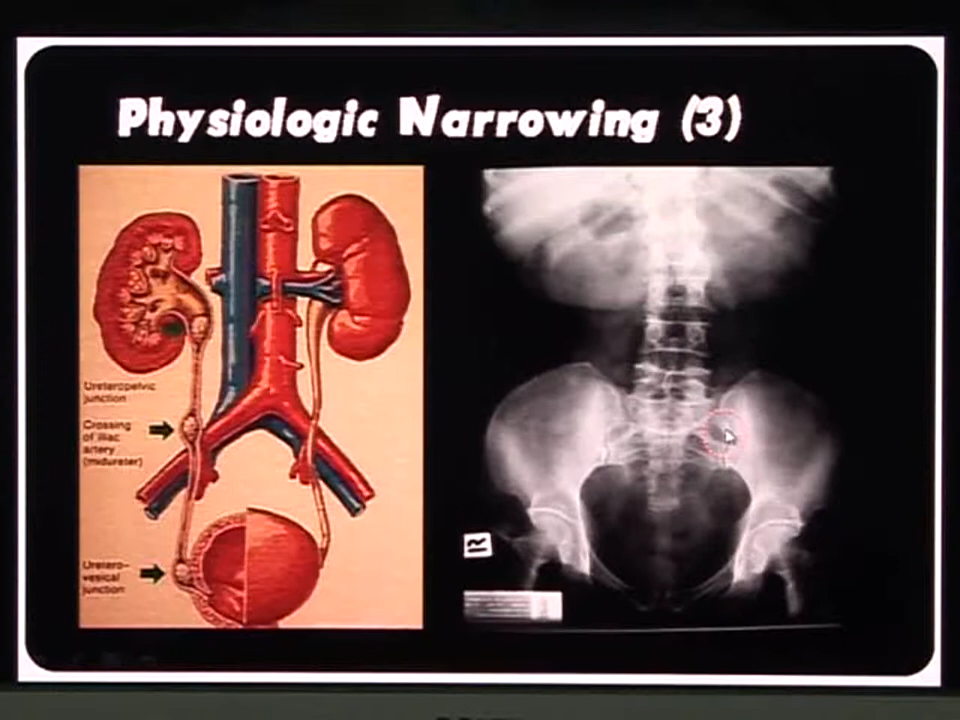 Physiologic Narrowing (3)
Ureteropelvic
junction
Crossing
of iliac
artery
(midureter)
Uretero-
vesical
junction